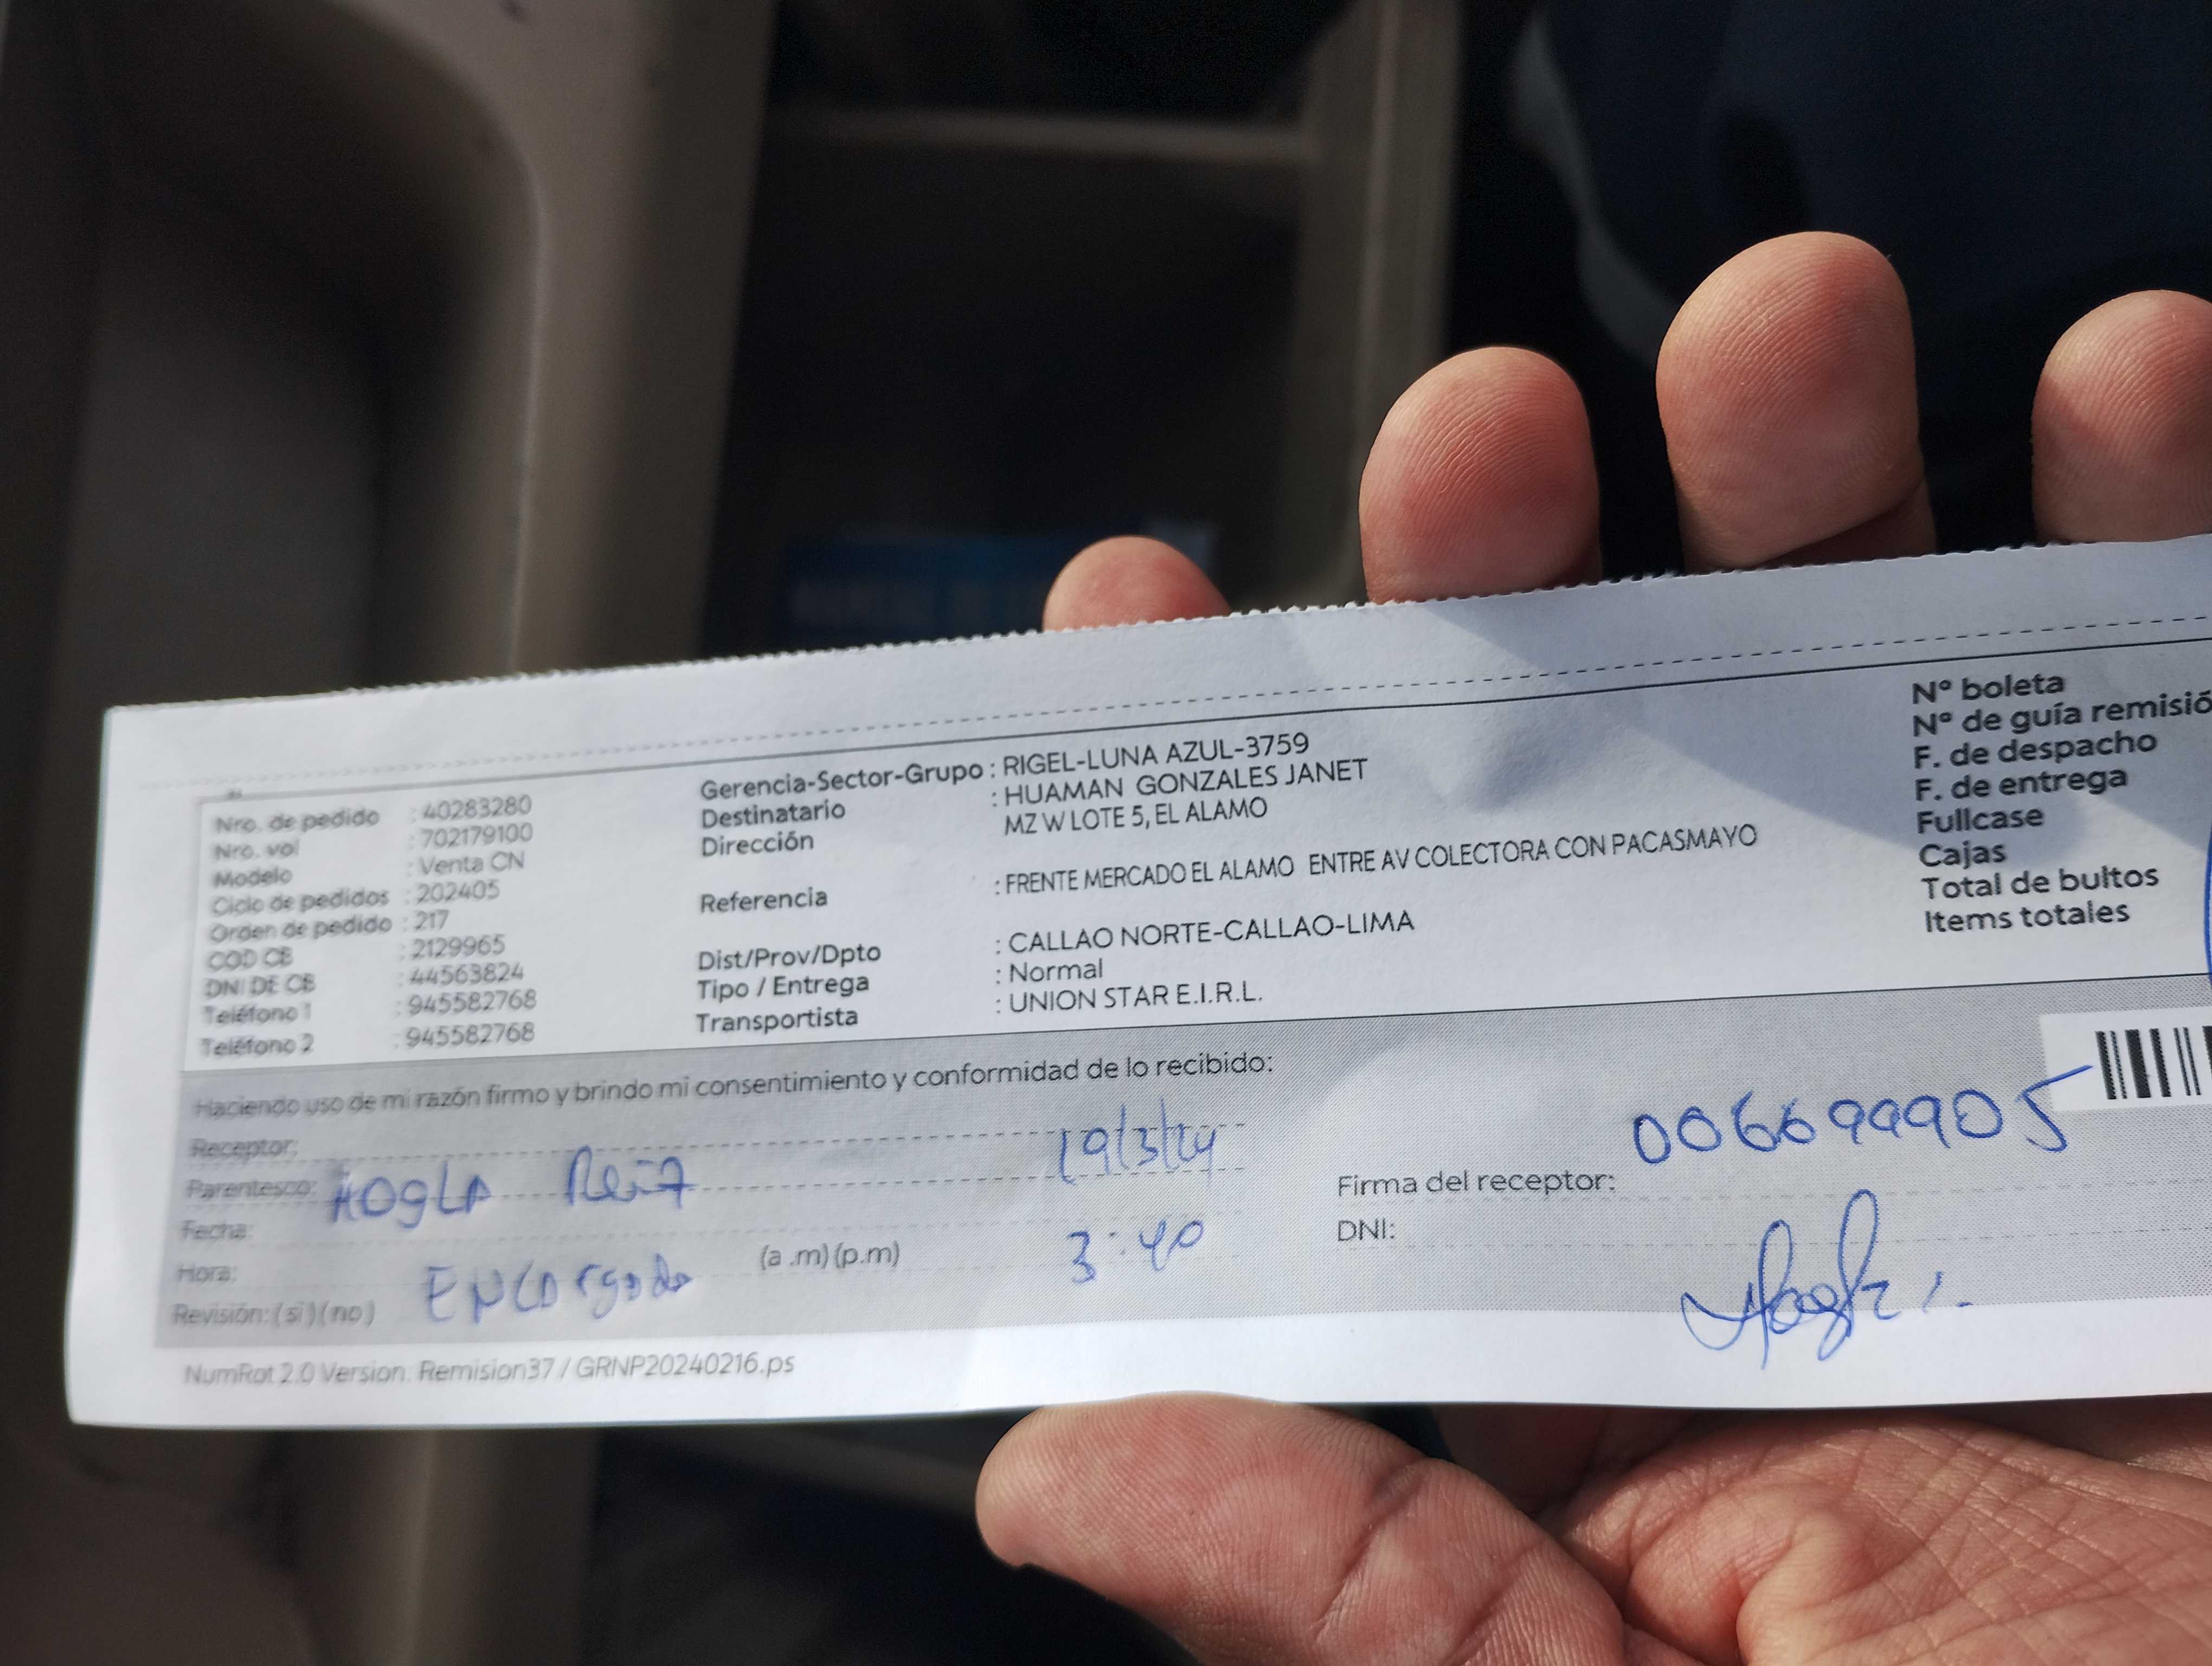 Nro. de pedido : 40283280
Nro. vol : 702179100
Modelo : Venta CN
Ciclo de pedidos : 202405
Orden de pedido : 217
COD CB : 2129965
DNI DE CB : 44563824
Teléfono 1 : 945582768
Teléfono 2 : 945582768
Gerencia-Sector-Grupo : RIGEL-LUNA AZUL-3759
Destinatario : HUAMAN GONZALES JANET
Dirección MZ W LOTE 5, EL ALAMO
Referencia : FRENTE MERCADO EL ALAMO ENTRE AV COLECTORA CON PACASMAYO
Dist/Prov/Dpto : CALLAO NORTE-CALLAO-LIMA
Tipo / Entrega : Normal
Transportista : UNION STAR E.I.R.L.
Nº boleta
Nº de guía remisió
F. de despacho
F. de entrega
Fullcase
Cajas
Total de bultos
Items totales
Haciendo uso de mi razón firmo y brindo mi consentimiento y conformidad de lo recibido:
Receptor:
Parentesco:
Fecha:
Hora: (a .m) (p.m)
Revisión: (si) (no)
19/3/24
Encargado
3:40
Firma del receptor:
DNI:
NumRot 2.0 Version: Remision37 / GRNP20240216.ps